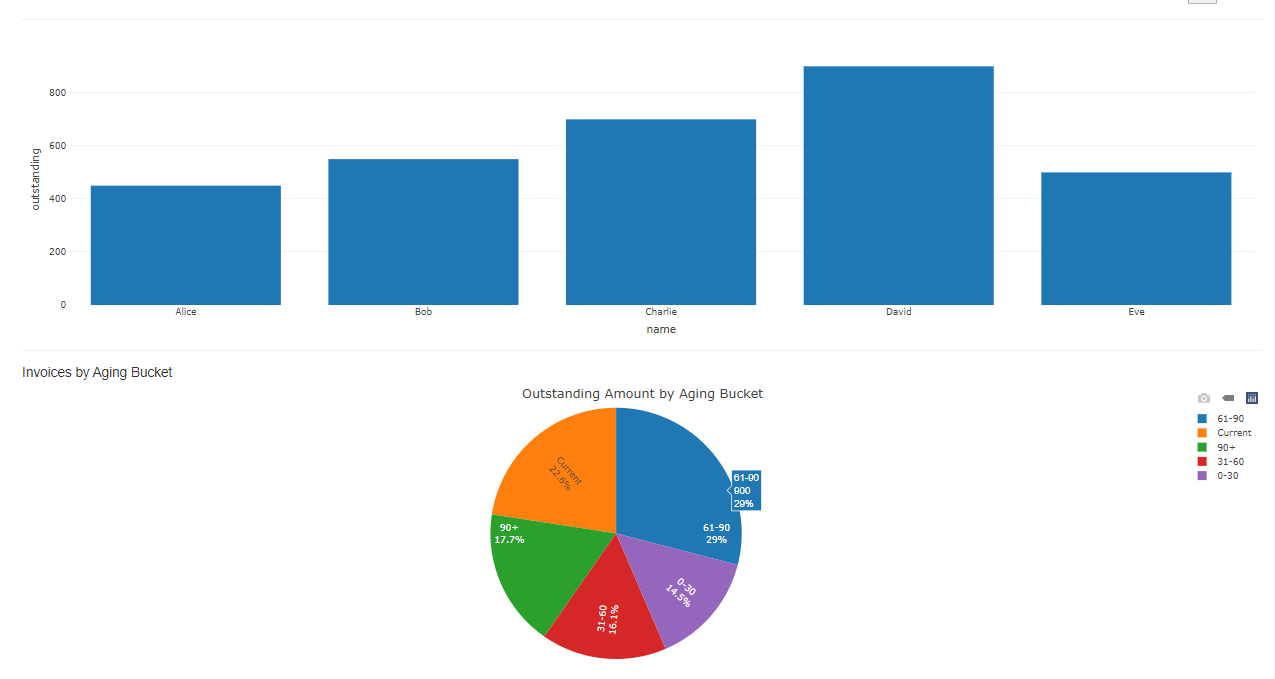 800
600
400
200
0
outstanding
Alice
Bob
Charlie
David
Eve
name
Invoices by Aging Bucket
Outstanding Amount by Aging Bucket
61-90
Current
90+
31-60
0-30
Current
22.6%
61-90
900
29%
90+
17.7%
61-90
29%
0-30
14.5%
31-60
16.1%